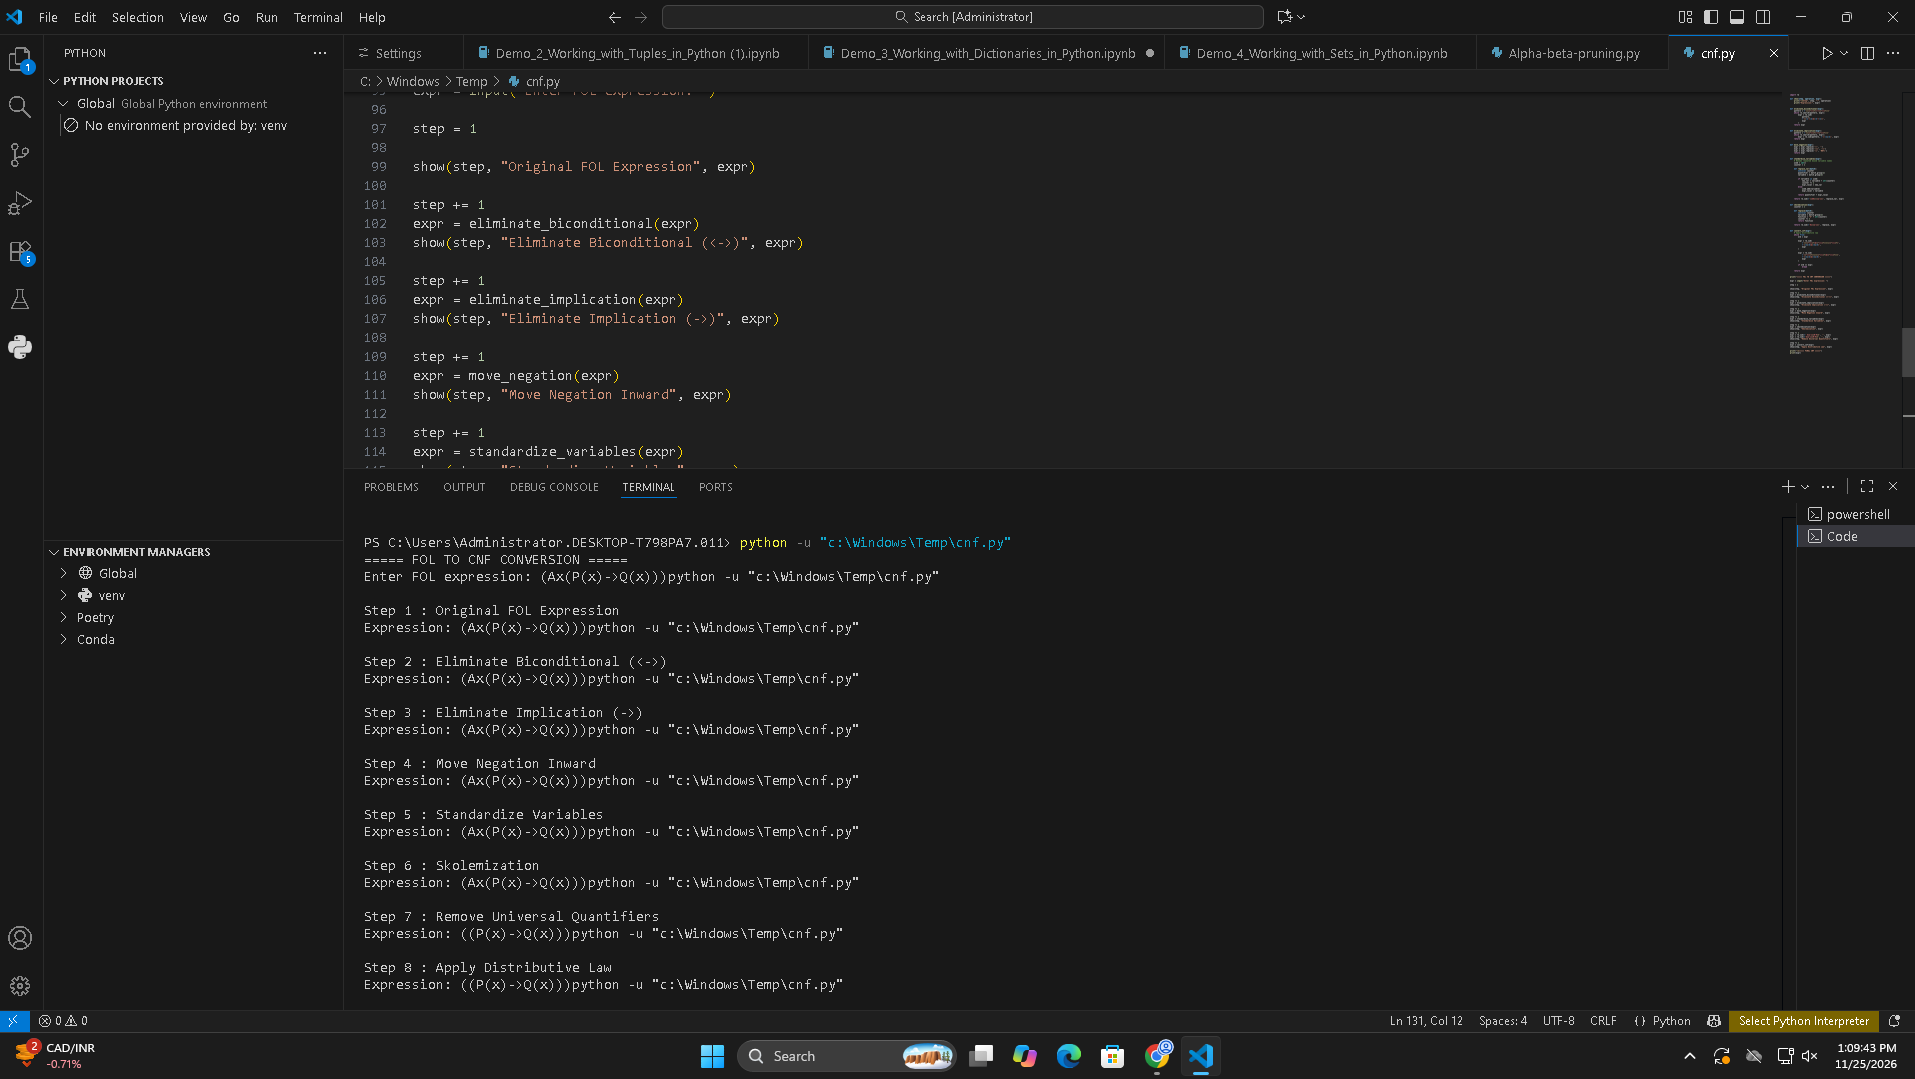 File Edit Selection View Go Run Terminal Help
Search [Administrator]
PYTHON
Settings
Demo_2_Working_with_Tuples_in_Python (1).ipynb
Demo_3_Working_with_Dictionaries_in_Python.ipynb
Demo_4_Working_with_Sets_in_Python.ipynb
Alpha-beta-pruning.py
cnf.py
1
5
PYTHON PROJECTS
Global Global Python environment
No environment provided by: venv
C: > Windows > Temp > cnf.py
96
97 step = 1
98
99 show(step, "Original FOL Expression", expr)
100
101 step += 1
102 expr = eliminate_biconditional(expr)
103 show(step, "Eliminate Biconditional (<->)", expr)
104
105 step += 1
106 expr = eliminate_implication(expr)
107 show(step, "Eliminate Implication (->)", expr)
108
109 step += 1
110 expr = move_negation(expr)
111 show(step, "Move Negation Inward", expr)
112
113 step += 1
114 expr = standardize_variables(expr)
PROBLEMS OUTPUT DEBUG CONSOLE TERMINAL PORTS
powershell
Code
PS C:\Users\Administrator.DESKTOP-T798PA7.011> python -u "c:\Windows\Temp\cnf.py"
===== FOL TO CNF CONVERSION =====
Enter FOL expression: (Ax(P(x)->Q(x)))python -u "c:\Windows\Temp\cnf.py"
Step 1 : Original FOL Expression
Expression: (Ax(P(x)->Q(x)))python -u "c:\Windows\Temp\cnf.py"
Step 2 : Eliminate Biconditional (<->)
Expression: (Ax(P(x)->Q(x)))python -u "c:\Windows\Temp\cnf.py"
Step 3 : Eliminate Implication (->)
Expression: (Ax(P(x)->Q(x)))python -u "c:\Windows\Temp\cnf.py"
Step 4 : Move Negation Inward
Expression: (Ax(P(x)->Q(x)))python -u "c:\Windows\Temp\cnf.py"
Step 5 : Standardize Variables
Expression: (Ax(P(x)->Q(x)))python -u "c:\Windows\Temp\cnf.py"
Step 6 : Skolemization
Expression: (Ax(P(x)->Q(x)))python -u "c:\Windows\Temp\cnf.py"
Step 7 : Remove Universal Quantifiers
Expression: ((P(x)->Q(x)))python -u "c:\Windows\Temp\cnf.py"
Step 8 : Apply Distributive Law
Expression: ((P(x)->Q(x)))python -u "c:\Windows\Temp\cnf.py"
ENVIRONMENT MANAGERS
Global
venv
Poetry
Conda
0 0
Ln 131, Col 12 Spaces: 4 UTF-8 CRLF {} Python Select Python Interpreter
2
CAD/INR
-0.71%
Search
1:09:43 PM
11/25/2026